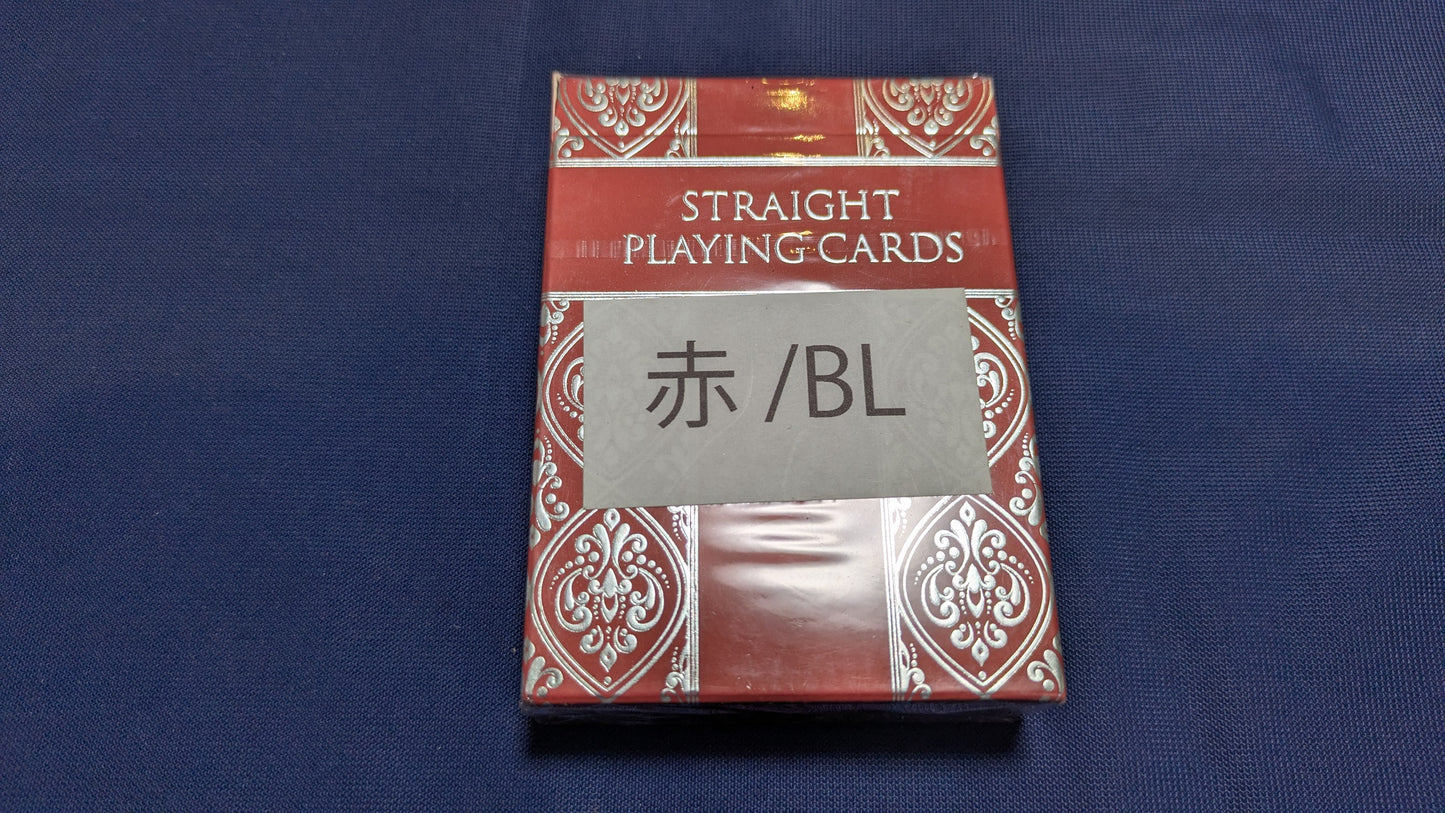 STRAIGHT
PLAYING CARDS
赤 /BL